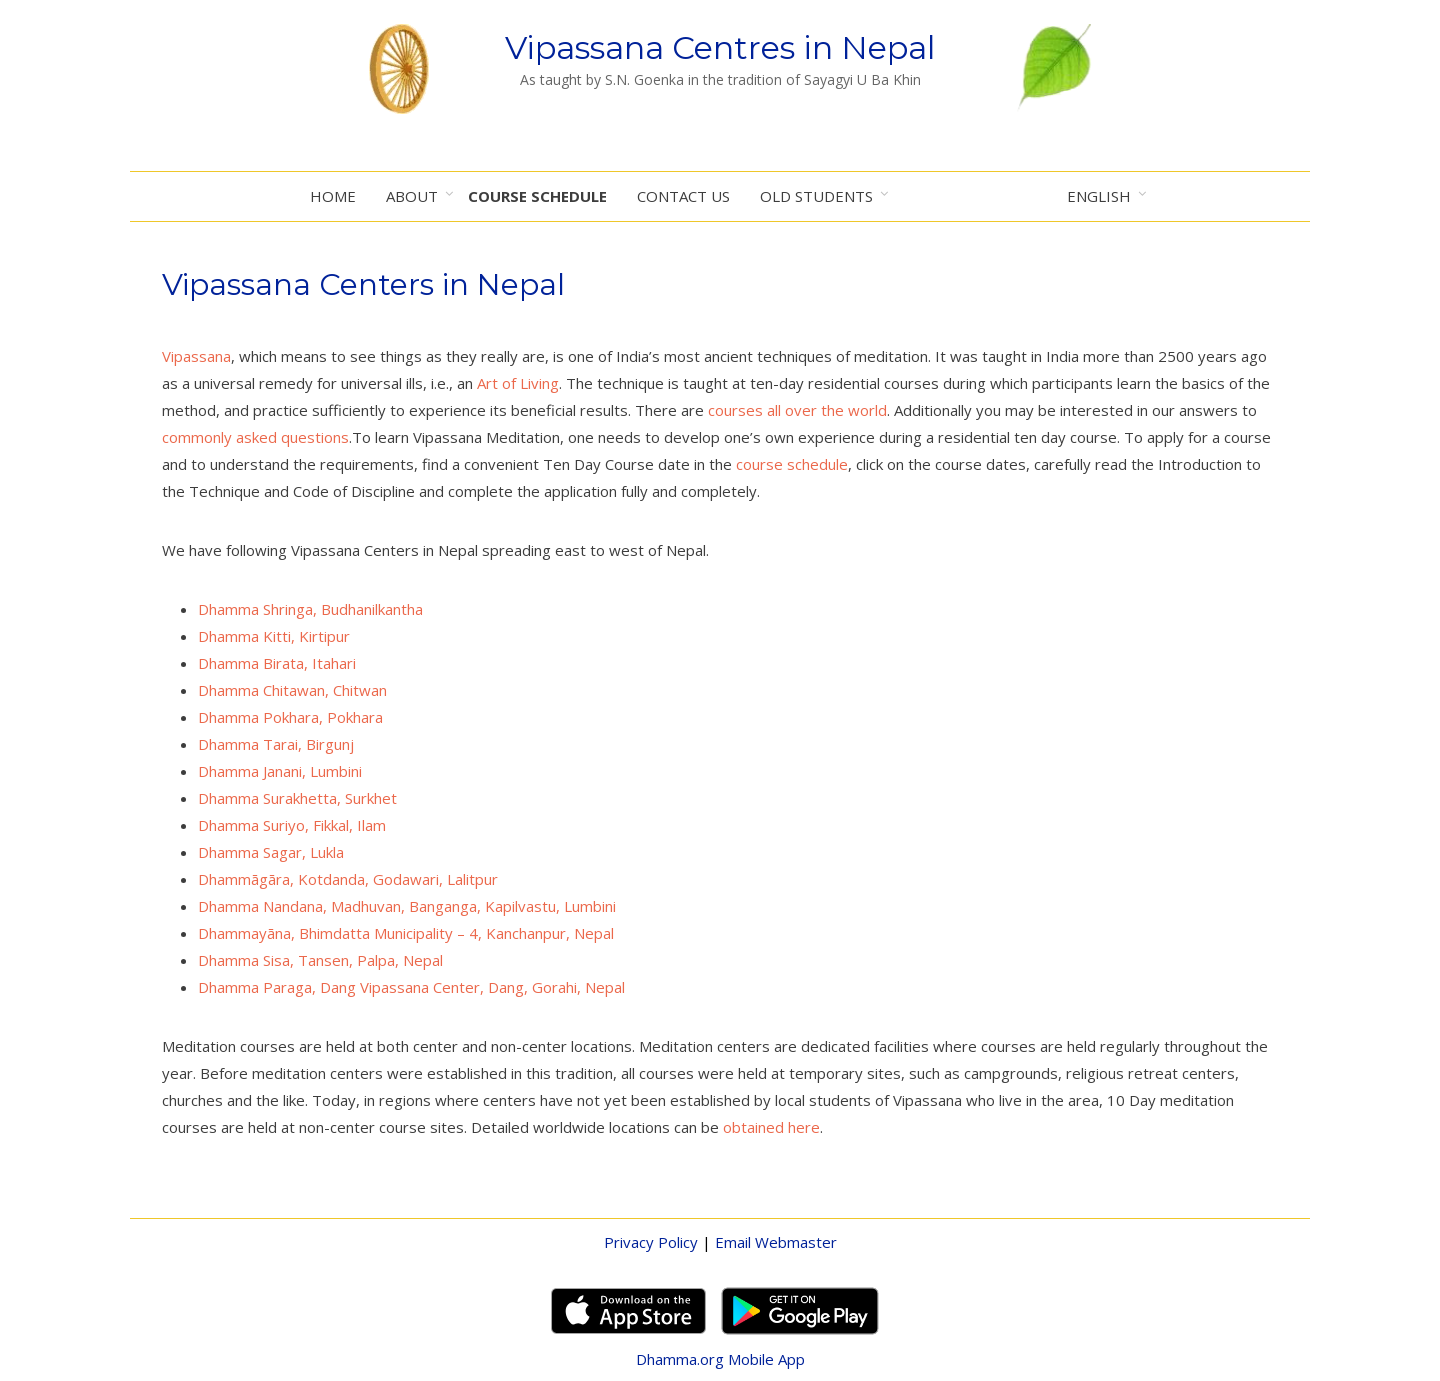 Vipassana Centres in Nepal
As taught by S.N. Goenka in the tradition of Sayagyi U Ba Khin
HOME ABOUT COURSE SCHEDULE CONTACT US OLD STUDENTS ENGLISH
Vipassana Centers in Nepal
Vipassana, which means to see things as they really are, is one of India’s most ancient techniques of meditation. It was taught in India more than 2500 years ago
as a universal remedy for universal ills, i.e., an Art of Living. The technique is taught at ten-day residential courses during which participants learn the basics of the
method, and practice sufficiently to experience its beneficial results. There are courses all over the world. Additionally you may be interested in our answers to
commonly asked questions.To learn Vipassana Meditation, one needs to develop one’s own experience during a residential ten day course. To apply for a course
and to understand the requirements, find a convenient Ten Day Course date in the course schedule, click on the course dates, carefully read the Introduction to
the Technique and Code of Discipline and complete the application fully and completely.
We have following Vipassana Centers in Nepal spreading east to west of Nepal.
Dhamma Shringa, Budhanilkantha
Dhamma Kitti, Kirtipur
Dhamma Birata, Itahari
Dhamma Chitawan, Chitwan
Dhamma Pokhara, Pokhara
Dhamma Tarai, Birgunj
Dhamma Janani, Lumbini
Dhamma Surakhetta, Surkhet
Dhamma Suriyo, Fikkal, Ilam
Dhamma Sagar, Lukla
Dhammāgāra, Kotdanda, Godawari, Lalitpur
Dhamma Nandana, Madhuvan, Banganga, Kapilvastu, Lumbini
Dhammayāna, Bhimdatta Municipality – 4, Kanchanpur, Nepal
Dhamma Sisa, Tansen, Palpa, Nepal
Dhamma Paraga, Dang Vipassana Center, Dang, Gorahi, Nepal
Meditation courses are held at both center and non-center locations. Meditation centers are dedicated facilities where courses are held regularly throughout the
year. Before meditation centers were established in this tradition, all courses were held at temporary sites, such as campgrounds, religious retreat centers,
churches and the like. Today, in regions where centers have not yet been established by local students of Vipassana who live in the area, 10 Day meditation
courses are held at non-center course sites. Detailed worldwide locations can be obtained here.
Privacy Policy | Email Webmaster
Download on the App Store
GET IT ON Google Play
Dhamma.org Mobile App